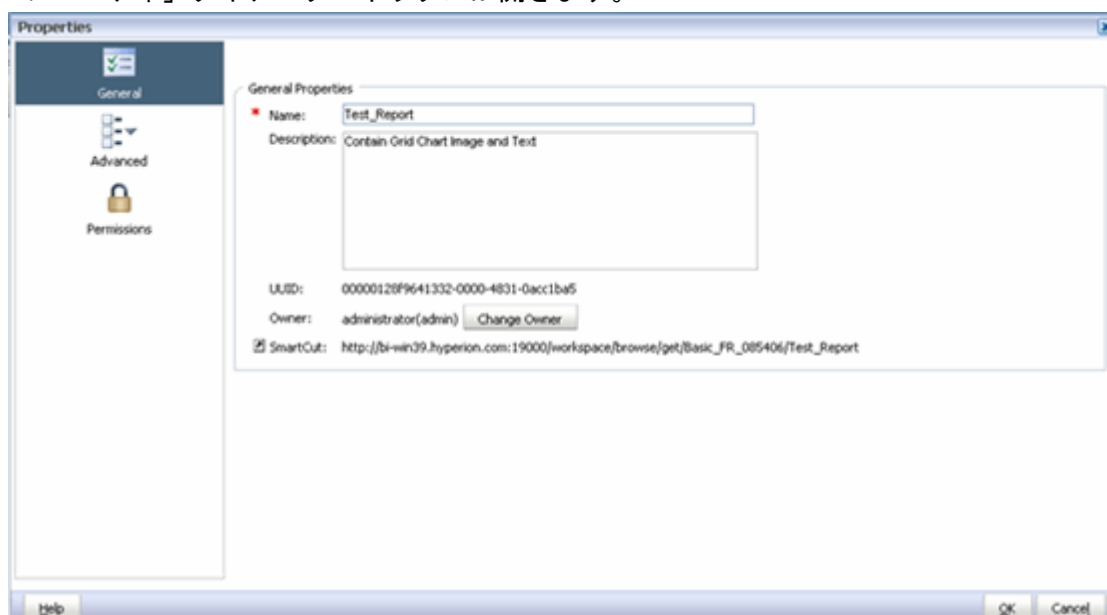 Properties
General
Advanced
Permissions
General Properties
* Name: Test_Report
Description: Contain Grid Chart Image and Text
UUID: 00000128f9641332-0000-4831-0acc1ba5
Owner: administrator(admin) Change Owner
SmartCut: http://bi-win39.hyperion.com:19000/workspace/browse/get/Basic_FR_085406/Test_Report
Help
OK
Cancel